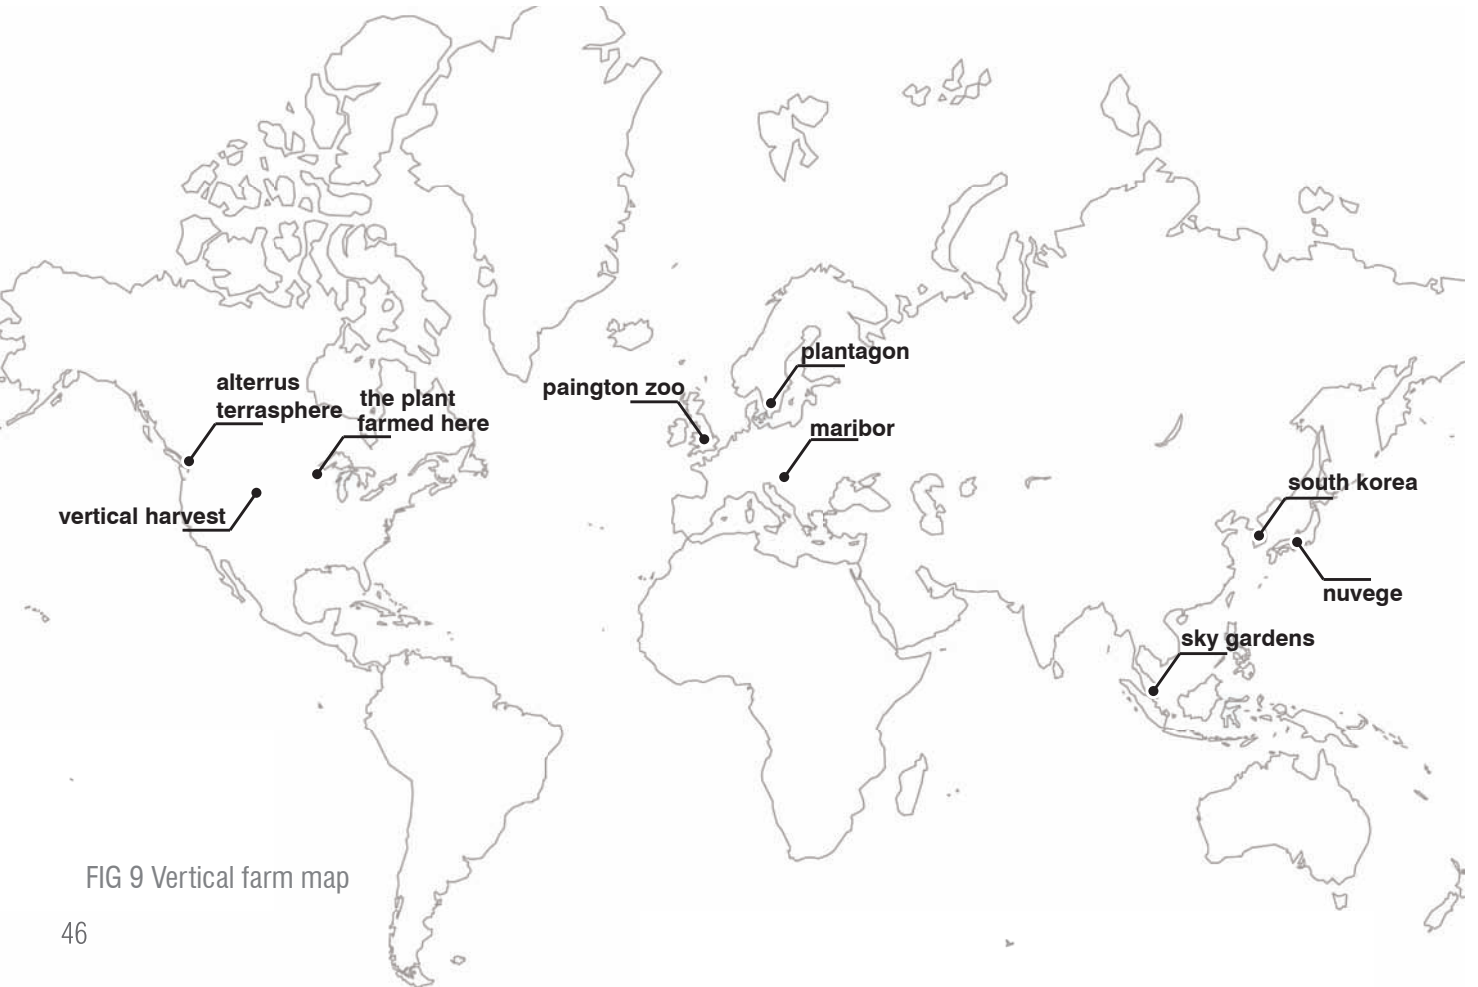 plantagon
alterrus
terrasphere
the plant
farmed here
paington zoo
maribor
vertical harvest
south korea
nuvege
sky gardens
FIG 9 Vertical farm map
46